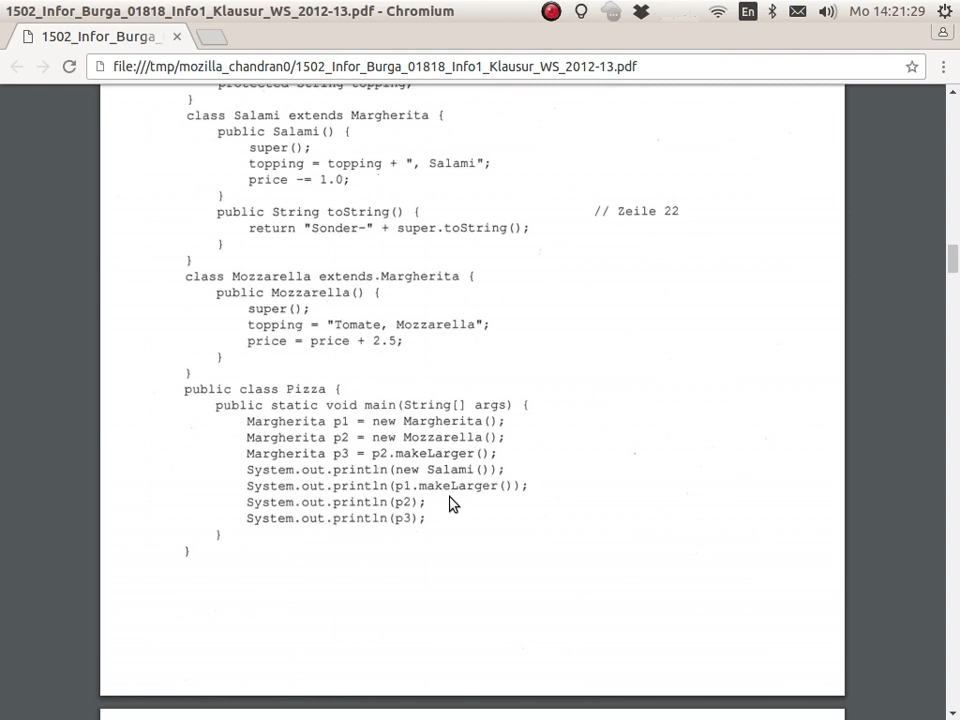 1502_Infor_Burga_01818_Info1_Klausur_WS_2012-13.pdf - Chromium
En
Mo 14:21:29
1502_Infor_Burga_
file:///tmp/mozilla_chandran0/1502_Infor_Burga_01818_Info1_Klausur_WS_2012-13.pdf
protected String topping;
}
class Salami extends Margherita {
public Salami() {
super();
topping = topping + ", Salami";
price -= 1.0;
}
public String toString() { // Zeile 22
return "Sonder-" + super.toString();
}
}
class Mozzarella extends Margherita {
public Mozzarella() {
super();
topping = "Tomate, Mozzarella";
price = price + 2.5;
}
}
public class Pizza {
public static void main(String[] args) {
Margherita p1 = new Margherita();
Margherita p2 = new Mozzarella();
Margherita p3 = p2.makeLarger();
System.out.println(new Salami());
System.out.println(p1.makeLarger());
System.out.println(p2);
System.out.println(p3);
}
}